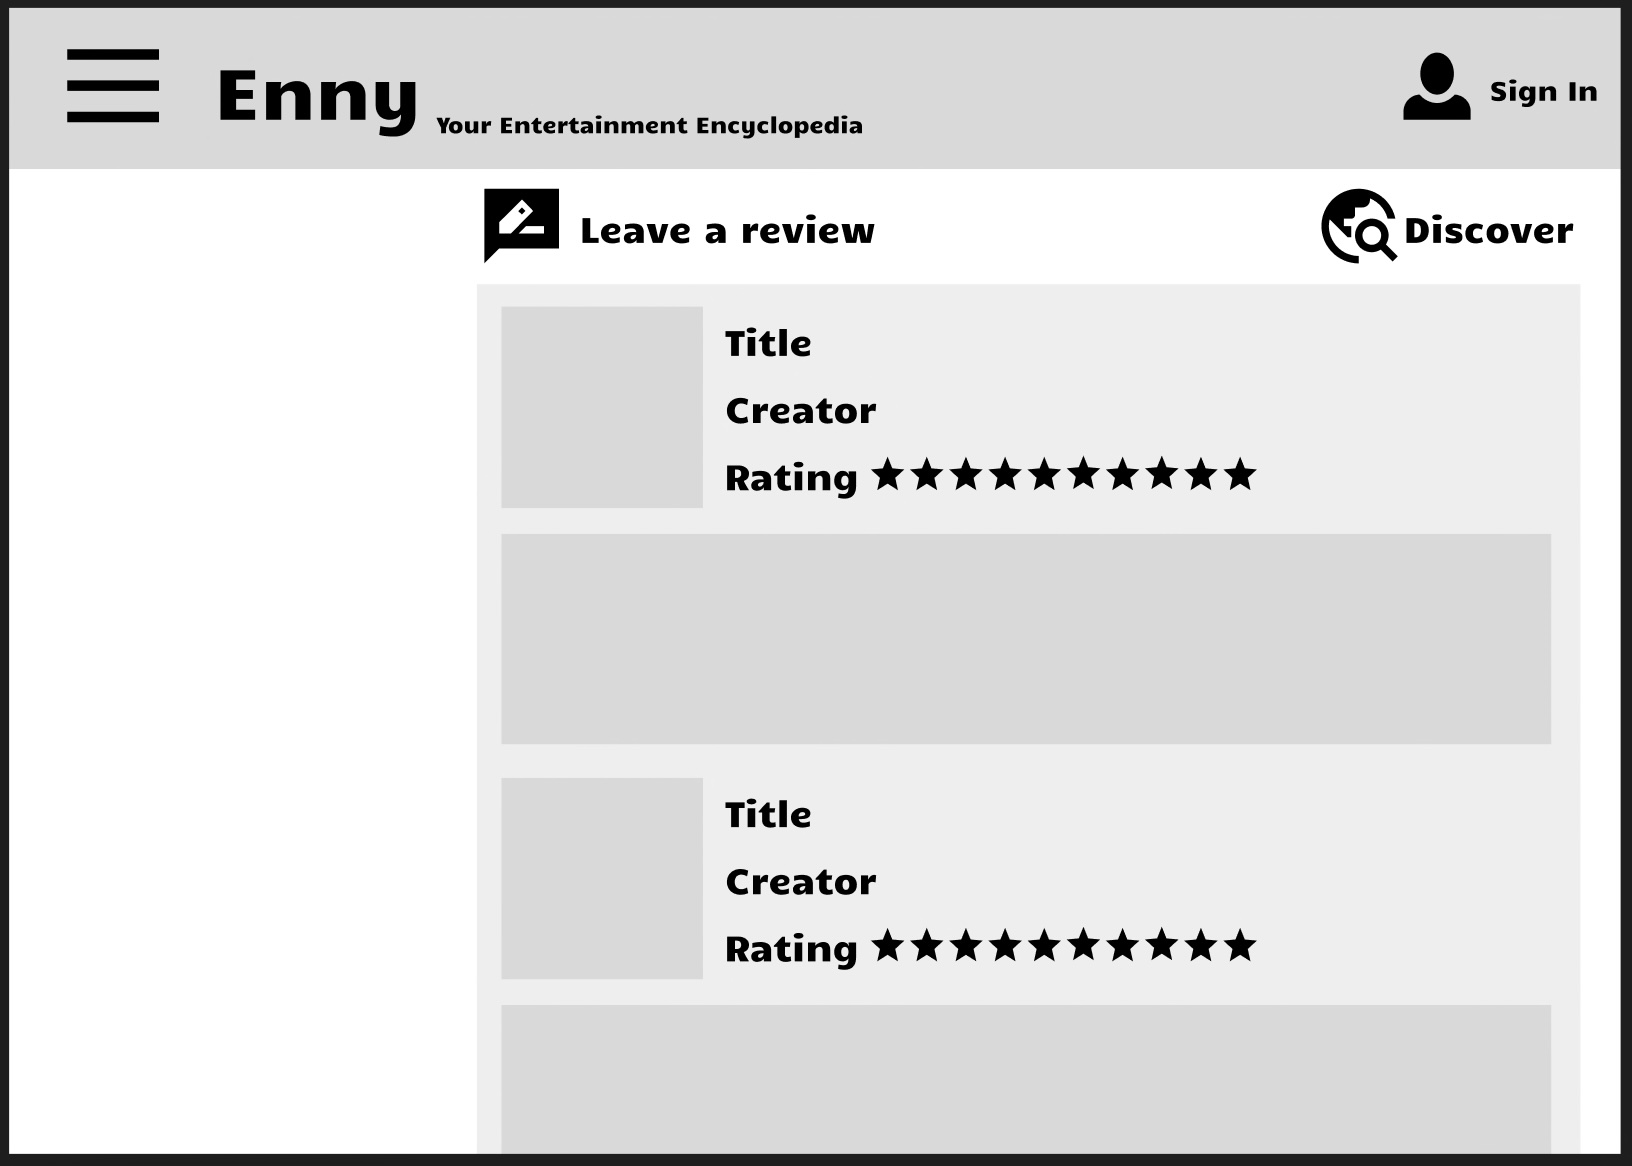 Enny
Your Entertainment Encyclopedia
Sign In
Leave a review
Discover
Title
Creator
Rating
Title
Creator
Rating